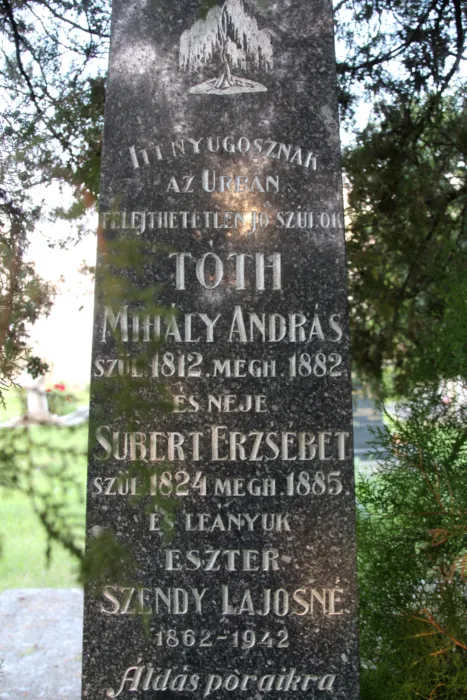 ITT NYUGOSZNAK
AZ URBAN
FELEJTHETETLEN JÓ SZÜLŐK
TÓTH
MIHÁLY ANDRÁS
SZÜL. 1812. MEGH. 1882.
ÉS NEJE
SUBERT ERZSÉBET
SZÜL 1824 MEGH. 1885.
ÉS LEÁNYUK
ESZTER
SZENDY LAJOSNÉ
1862-1942
Áldás poraikra